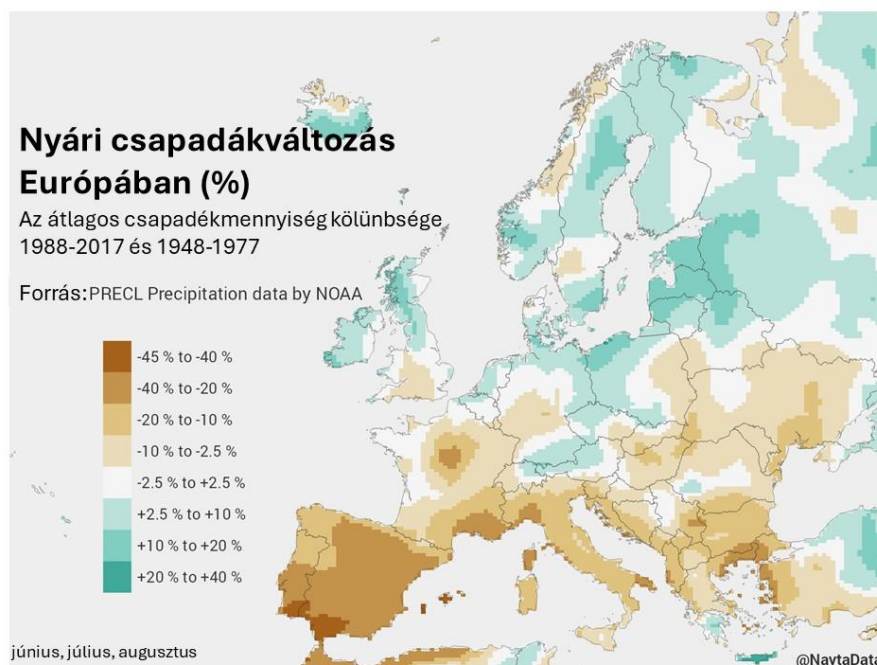 Nyári csapadákváltozás
Európában (%)
Az átlagos csapadékmennyiség kölünbsége
1988-2017 és 1948-1977
Forrás: PRECL Precipitation data by NOAA
-45 % to -40 %
-40 % to -20 %
-20 % to -10 %
-10 % to -2.5 %
-2.5 % to +2.5 %
+2.5 % to +10 %
+10 % to +20 %
+20 % to +40 %
június, július, augusztus
@NaytaData